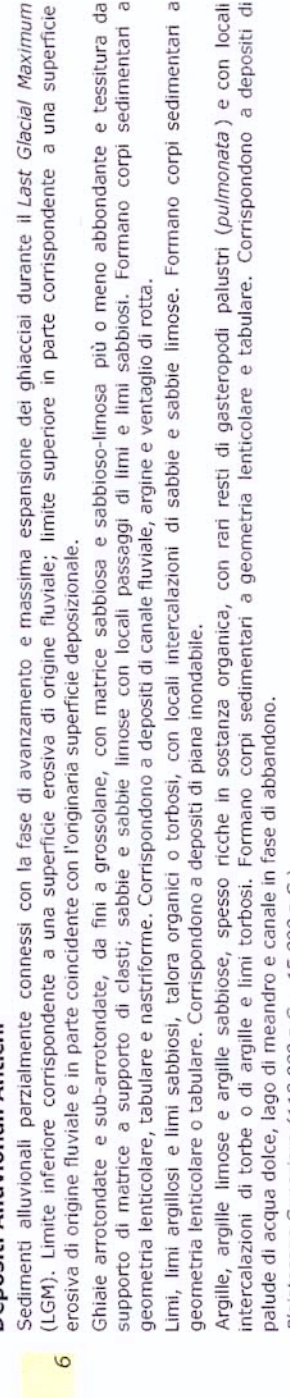 Depositi Alluvionali Antichi
Sedimenti alluvionali parzialmente connessi con la fase di avanzamento e massima espansione dei ghiacciai durante il Last Glacial Maximum
(LGM). Limite inferiore corrispondente a una superficie erosiva di origine fluviale; limite superiore in parte corrispondente a una superficie
6
erosiva di origine fluviale e in parte coincidente con l'originaria superficie deposizionale.
Ghiaie arrotondate e sub-arrotondate, da fini a grossolane, con matrice sabbiosa e sabbioso-limosa più o meno abbondante e tessitura da
supporto di matrice a supporto di clasti; sabbie e sabbie limose con locali passaggi di limi e limi sabbiosi. Formano corpi sedimentari a
geometria lenticolare, tabulare e nastriforme. Corrispondono a depositi di canale fluviale, argine e ventaglio di rotta.
Limi, limi argillosi e limi sabbiosi, talora organici o torbosi, con locali intercalazioni di sabbie e sabbie limose. Formano corpi sedimentari a
geometria lenticolare o tabulare. Corrispondono a depositi di piana inondabile.
Argille, argille limose e argille sabbiose, spesso ricche in sostanza organica, con rari resti di gasteropodi palustri (pulmonata ) e con locali
intercalazioni di torbe o di argille e limi torbosi. Formano corpi sedimentari a geometria lenticolare e tabulare. Corrispondono a depositi di
palude di acqua dolce, lago di meandro e canale in fase di abbandono.